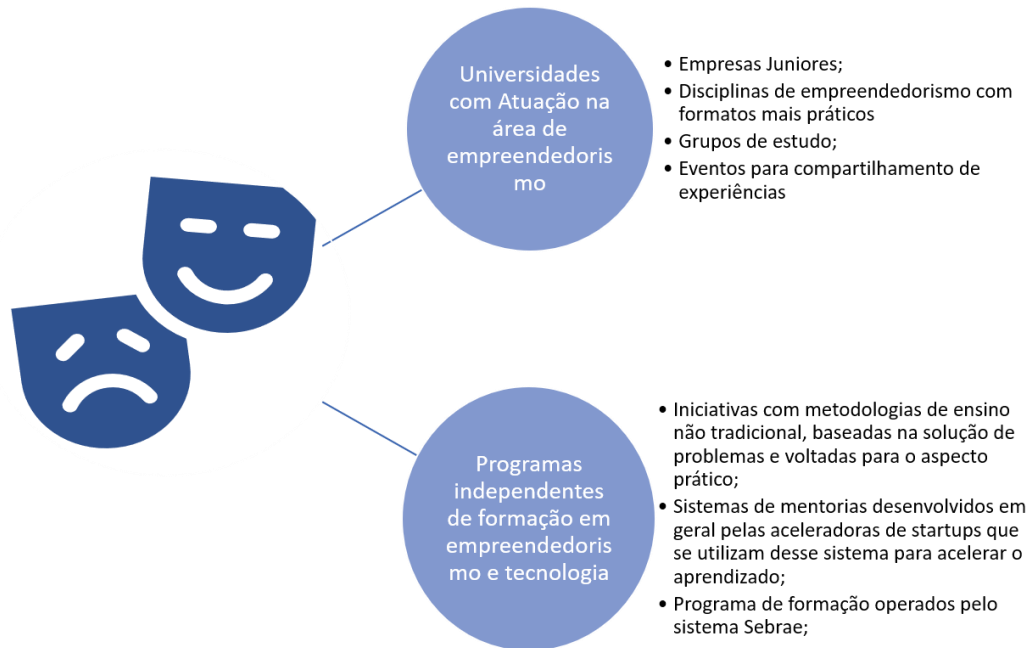 Universidades
com Atuação na
área de
empreendedoris
mo
• Empresas Juniores;
• Disciplinas de empreendedorismo com
formatos mais práticos
• Grupos de estudo;
• Eventos para compartilhamento de
experiências
Programas
independentes
de formação em
empreendedoris
mo e tecnologia
• Iniciativas com metodologias de ensino
não tradicional, baseadas na solução de
problemas e voltadas para o aspecto
prático;
• Sistemas de mentorias desenvolvidos em
geral pelas aceleradoras de startups que
se utilizam desse sistema para acelerar o
aprendizado;
• Programa de formação operados pelo
sistema Sebrae;